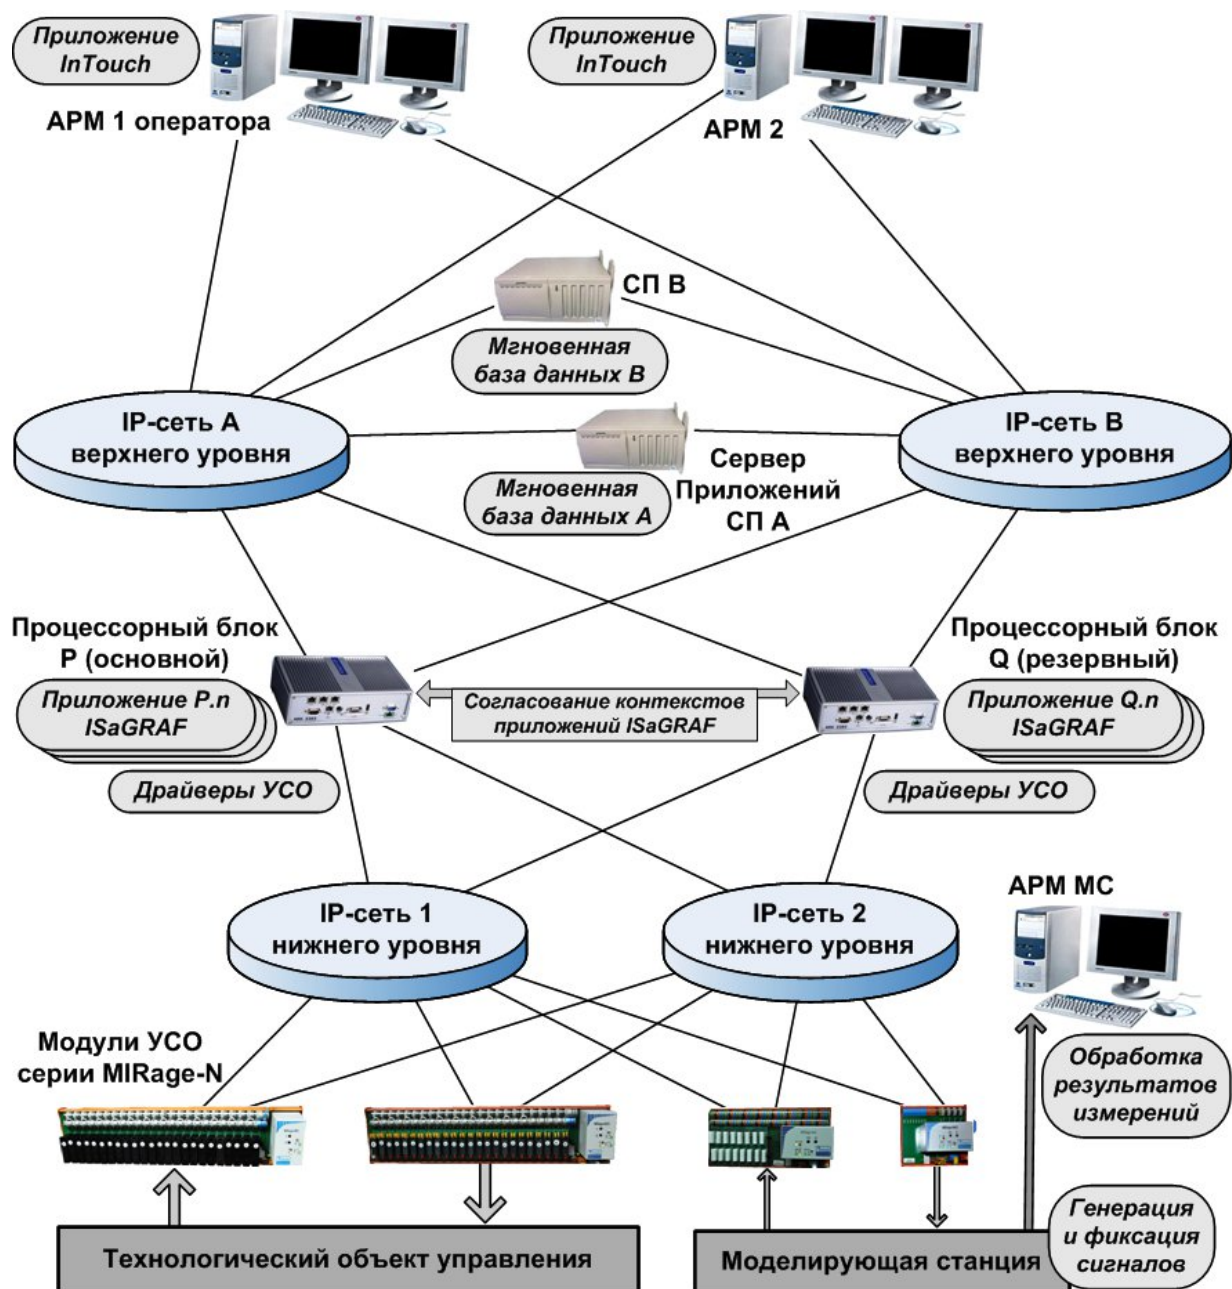 Приложение
InTouch
АРМ 1 оператора
Приложение
InTouch
АРМ 2
СП В
Мгновенная
база данных В
IP-сеть А
верхнего уровня
IP-сеть В
верхнего уровня
Сервер
Приложений
СП А
Мгновенная
база данных А
Процессорный блок
P (основной)
Приложение P.n
ISaGRAF
Драйверы УСО
Согласование контекстов
приложений ISaGRAF
Процессорный блок
Q (резервный)
Приложение Q.n
ISaGRAF
Драйверы УСО
IP-сеть 1
нижнего уровня
IP-сеть 2
нижнего уровня
АРМ МС
Модули УСО
серии MIRage-N
Обработка
результатов
измерений
Технологический объект управления
Моделирующая станция
Генерация
и фиксация
сигналов